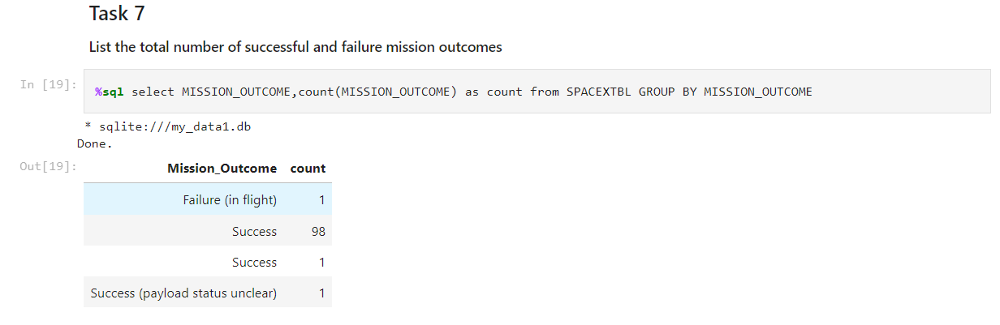 Task 7
List the total number of successful and failure mission outcomes
In [19]: %sql select MISSION_OUTCOME,count(MISSION_OUTCOME) as count from SPACEXTBL GROUP BY MISSION_OUTCOME
* sqlite:///my_data1.db
Done.
Out[19]: Mission_Outcome count
Failure (in flight) 1
Success 98
Success 1
Success (payload status unclear) 1